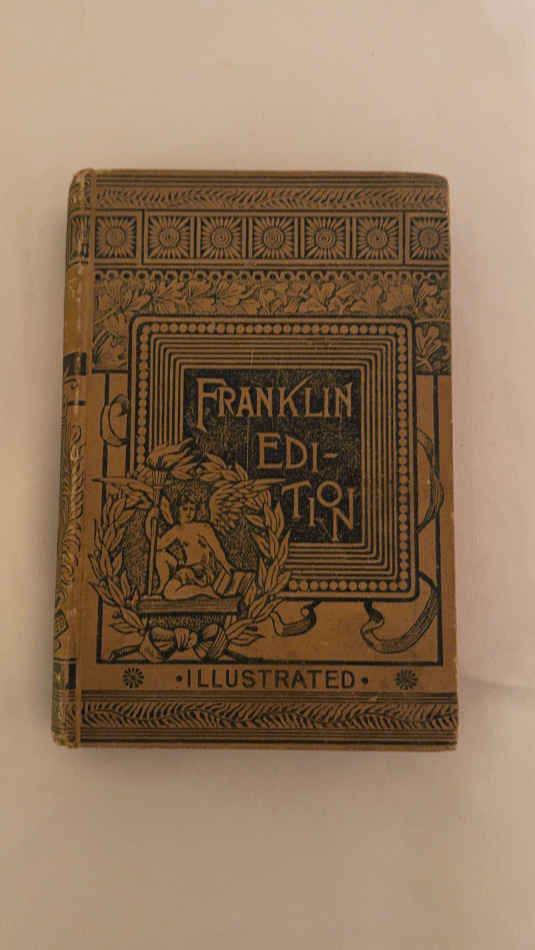 FRANKLIN
EDI-
TION
·ILLUSTRATED·